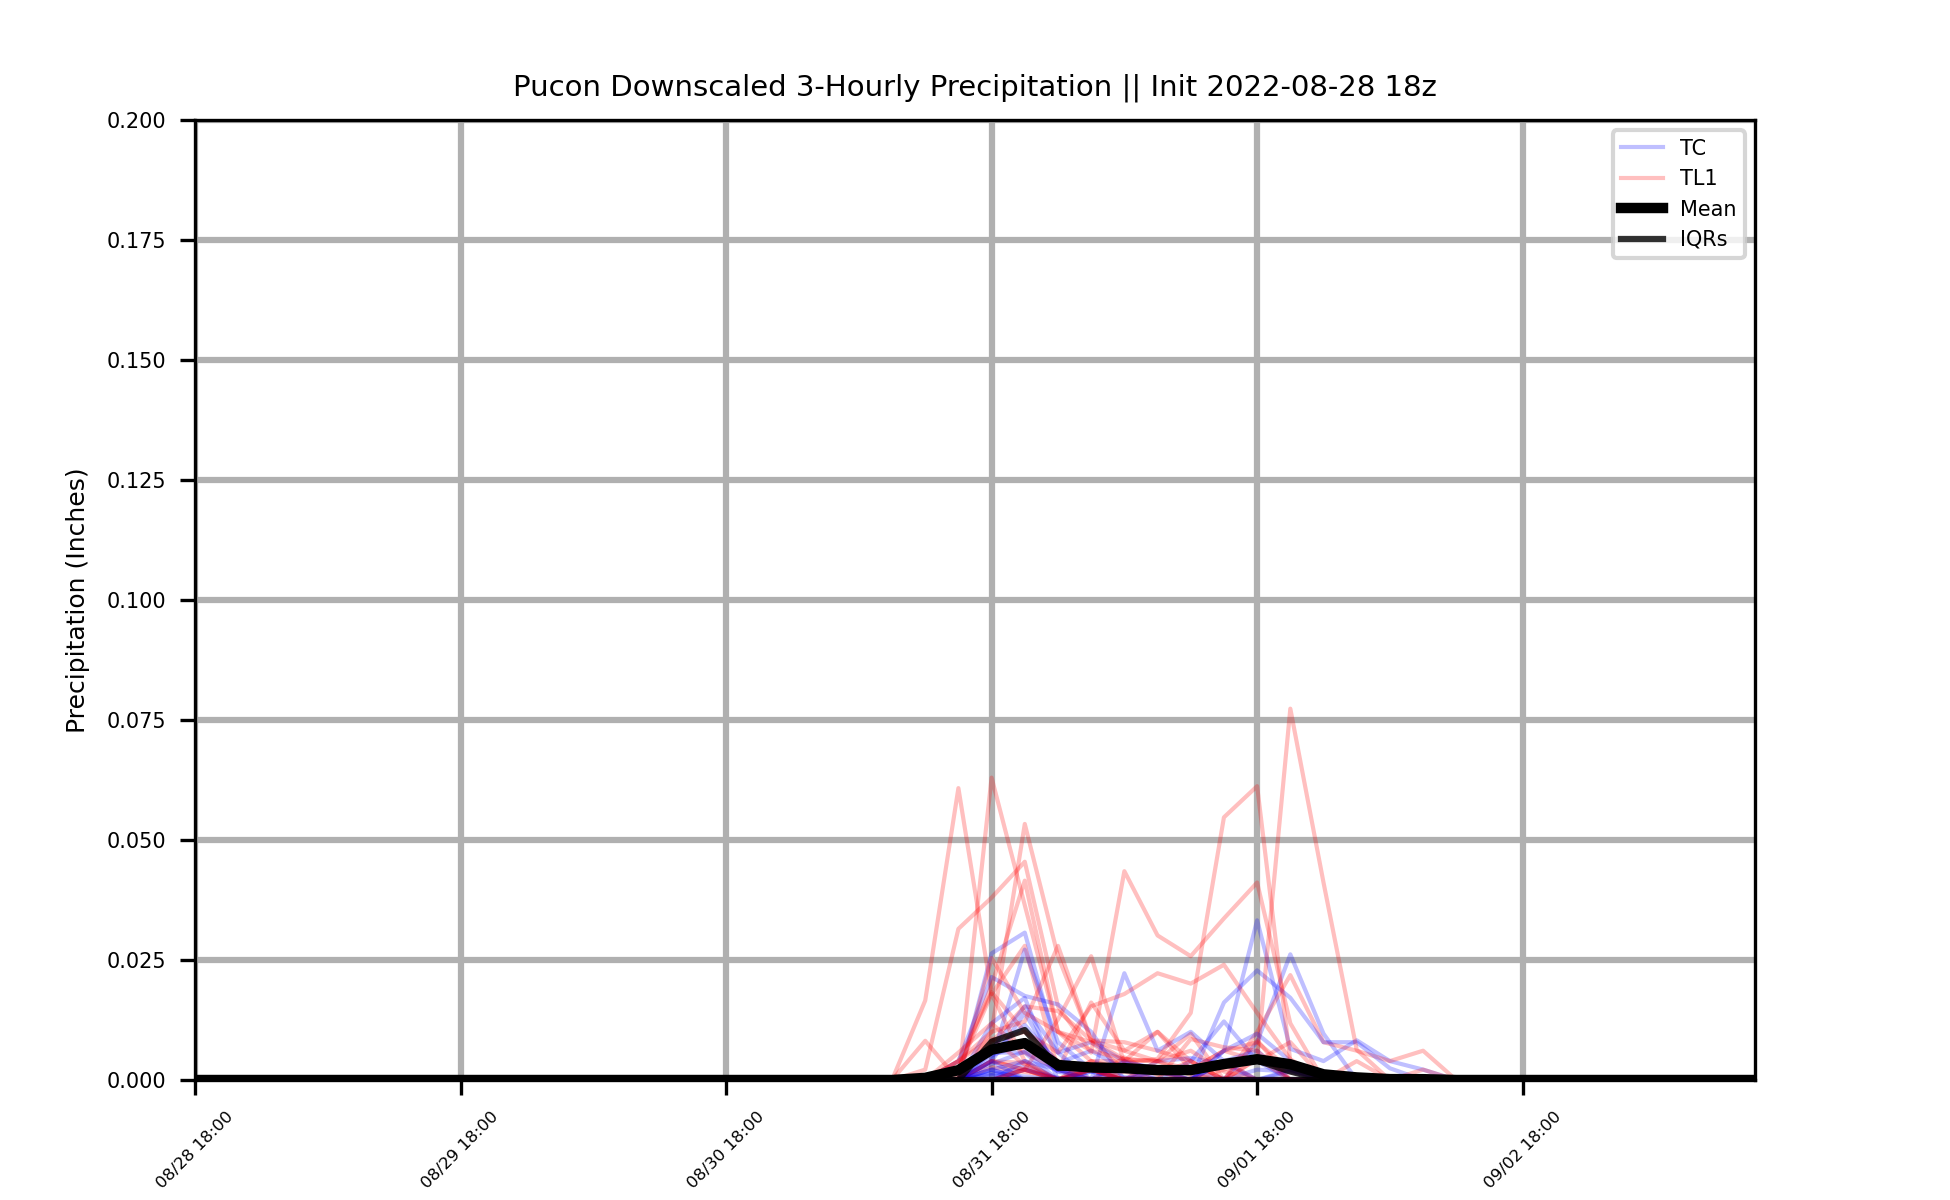 Pucon Downscaled 3-Hourly Precipitation || Init 2022-08-28 18z
TC
TL1
Mean
IQRs
Precipitation (Inches)
0.200
0.175
0.150
0.125
0.100
0.075
0.050
0.025
0.000
08/28 18:00
08/29 18:00
08/30 18:00
08/31 18:00
09/01 18:00
09/02 18:00